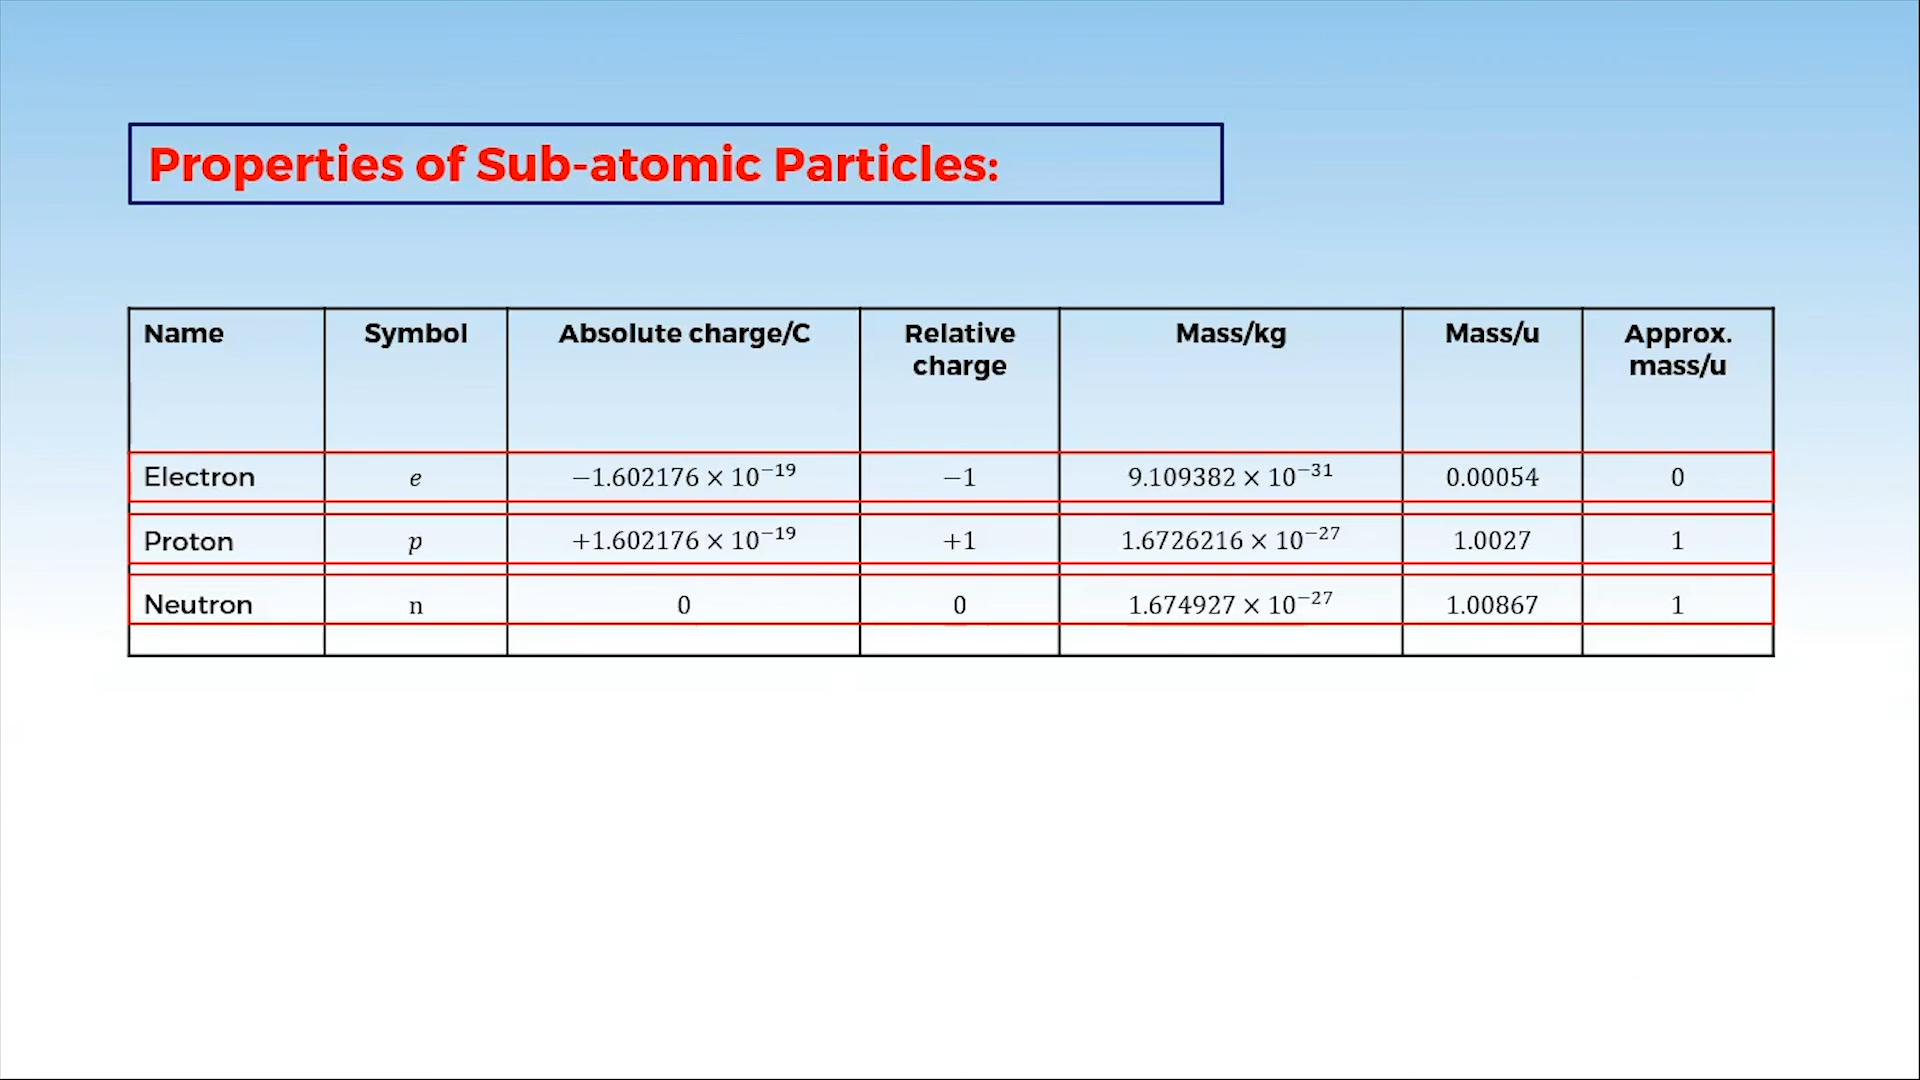 Properties of Sub-atomic Particles:
Name Symbol Absolute charge/C Relative charge Mass/kg Mass/u Approx. mass/u
Electron e −1.602176 × 10⁻¹⁹ −1 9.109382 × 10⁻³¹ 0.00054 0
Proton p +1.602176 × 10⁻¹⁹ +1 1.6726216 × 10⁻²⁷ 1.0027 1
Neutron n 0 0 1.674927 × 10⁻²⁷ 1.00867 1